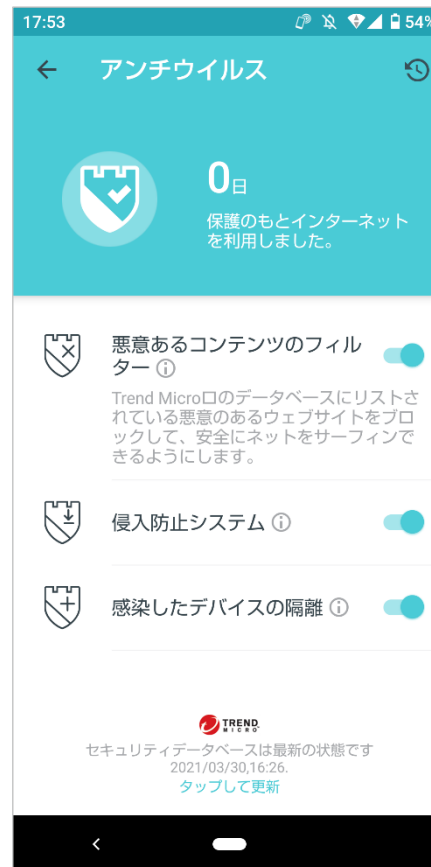 17:53
54%
アンチウイルス
0日
保護のもとインターネット
を利用しました。
悪意あるコンテンツのフィル
ター
Trend Micro口のデータベースにリストさ
れている悪意のあるウェブサイトをブロ
ックして、安全にネットをサーフィンで
きるようにします。
侵入防止システム
感染したデバイスの隔離
TREND
MICRO
セキュリティデータベースは最新の状態です
2021/03/30,16:26.
タップして更新